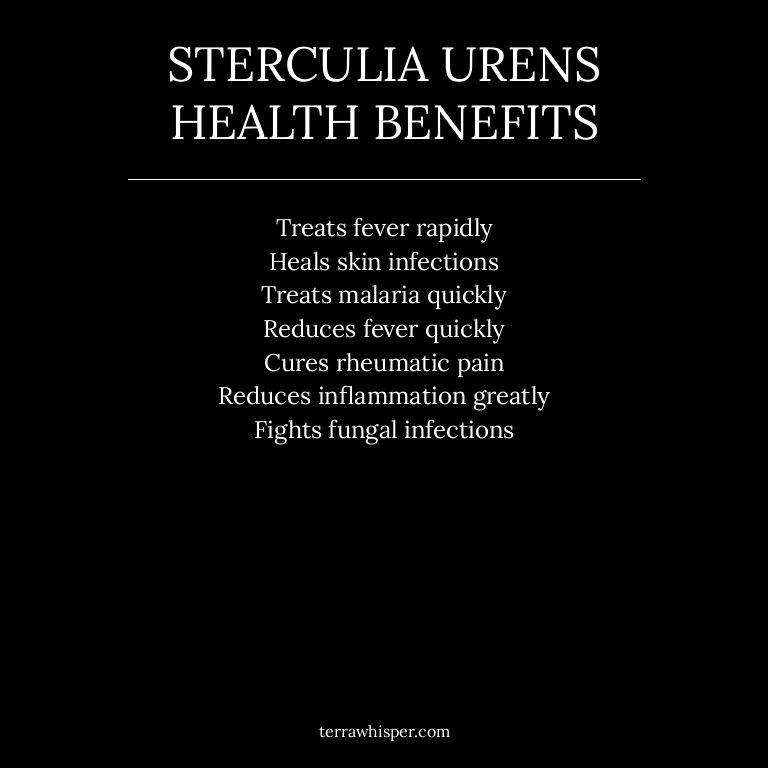 STERCULIA URENS
HEALTH BENEFITS
Treats fever rapidly
Heals skin infections
Treats malaria quickly
Reduces fever quickly
Cures rheumatic pain
Reduces inflammation greatly
Fights fungal infections
terrawhisper.com